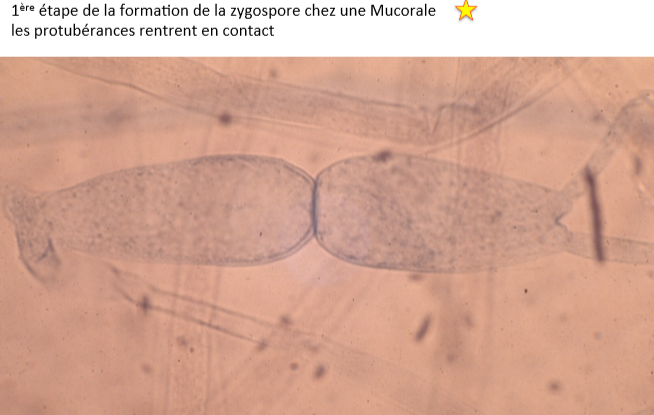 1ère étape de la formation de la zygospore chez une Mucorale
les protubérances rentrent en contact